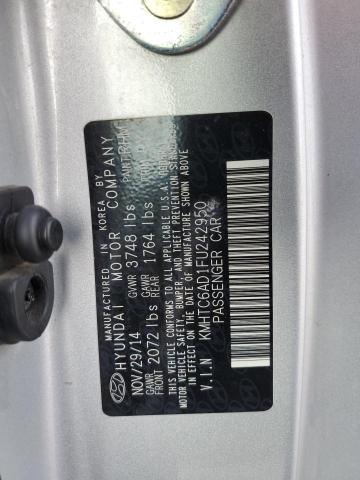 MANUFACTURED IN KOREA BY
HYUNDAI MOTOR COMPANY
NOV/29/14 GVWR 3748 lbs PAINT:RHM
GAWR FRONT 2072 lbs GAWR REAR 1764 lbs
THIS VEHICLE CONFORMS TO ALL APPLICABLE U.S.A. FEDERAL
MOTOR VEHICLE SAFETY, BUMPER, AND THEFT PREVENTION STANDARDS
IN EFFECT ON THE DATE OF MANUFACTURE SHOWN ABOVE.
V.I.N KMHTC6AD1FU242950
PASSENGER CAR